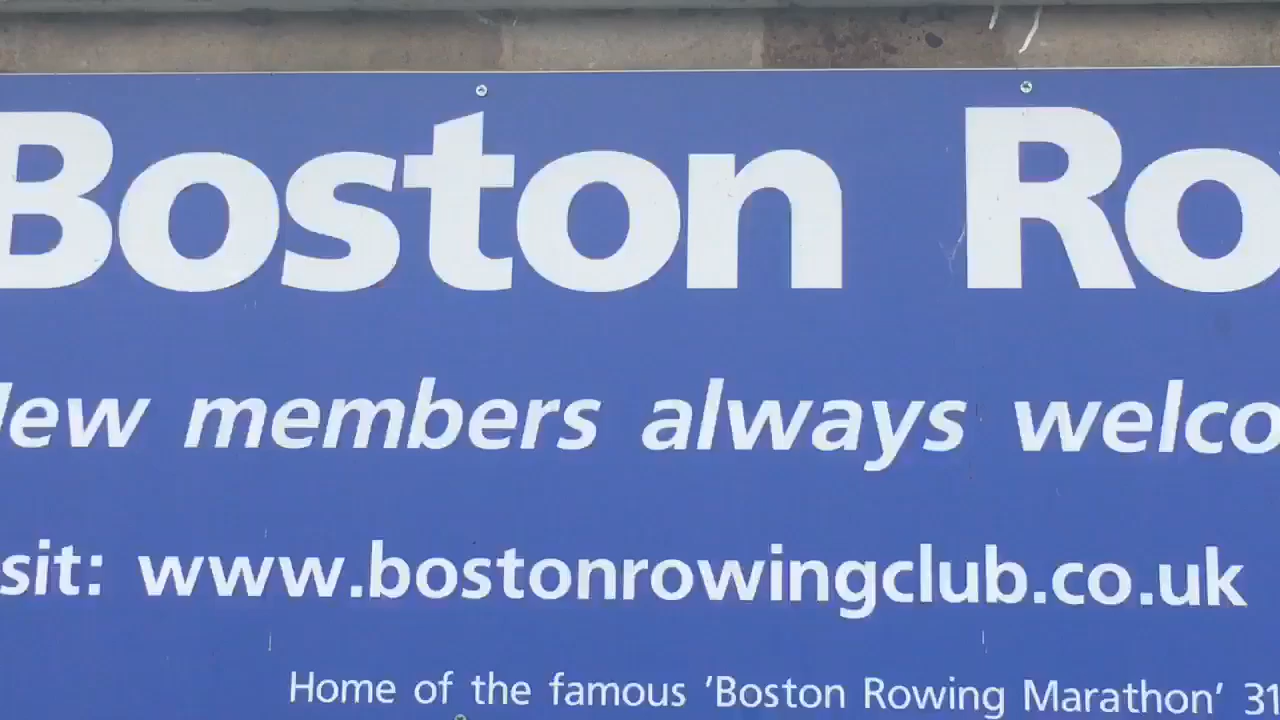 Boston Ro
ew members always welco
sit: www.bostonrowingclub.co.uk
Home of the famous 'Boston Rowing Marathon' 31